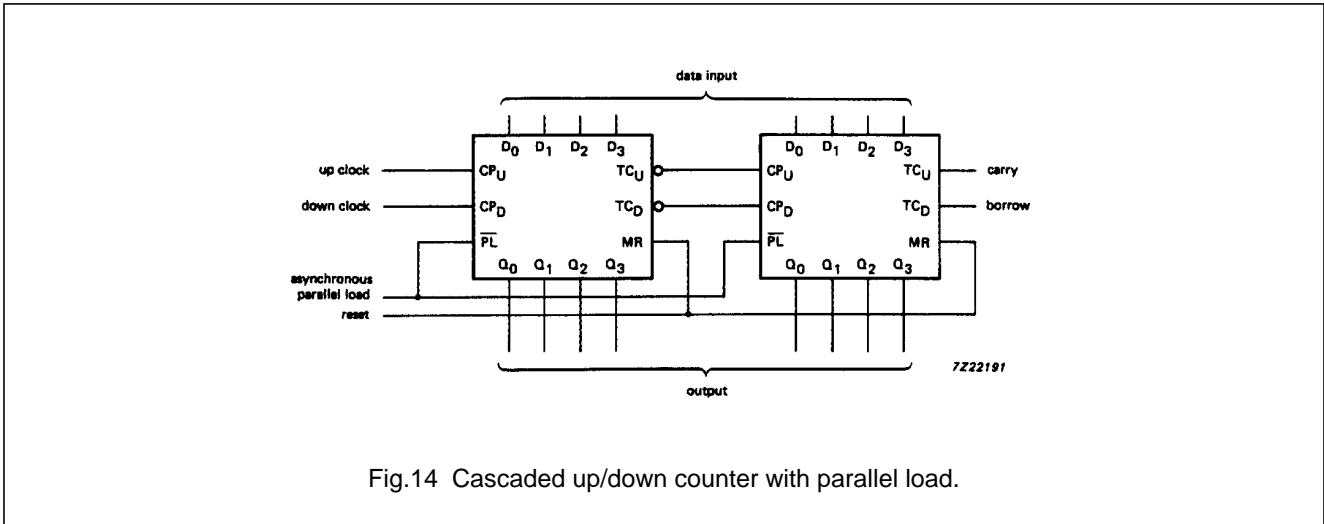 data input
D0 D1 D2 D3 D0 D1 D2 D3
up clock CPU TCU CPU TCU carry
down clock CPD TCD CPD TCD borrow
PL MR PL MR
Q0 Q1 Q2 Q3 Q0 Q1 Q2 Q3
asynchronous
parallel load
reset
7Z22191
output
Fig.14 Cascaded up/down counter with parallel load.